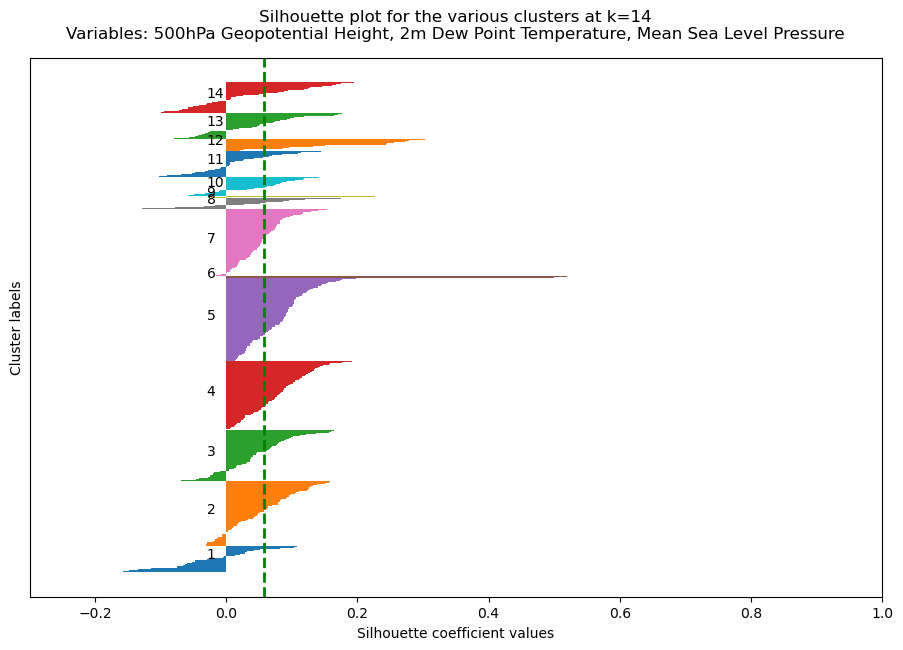 Silhouette plot for the various clusters at k=14
Variables: 500hPa Geopotential Height, 2m Dew Point Temperature, Mean Sea Level Pressure
Cluster labels
14
13
12
11
10
9
8
7
6
5
4
3
2
1
−0.2 0.0 0.2 0.4 0.6 0.8 1.0
Silhouette coefficient values